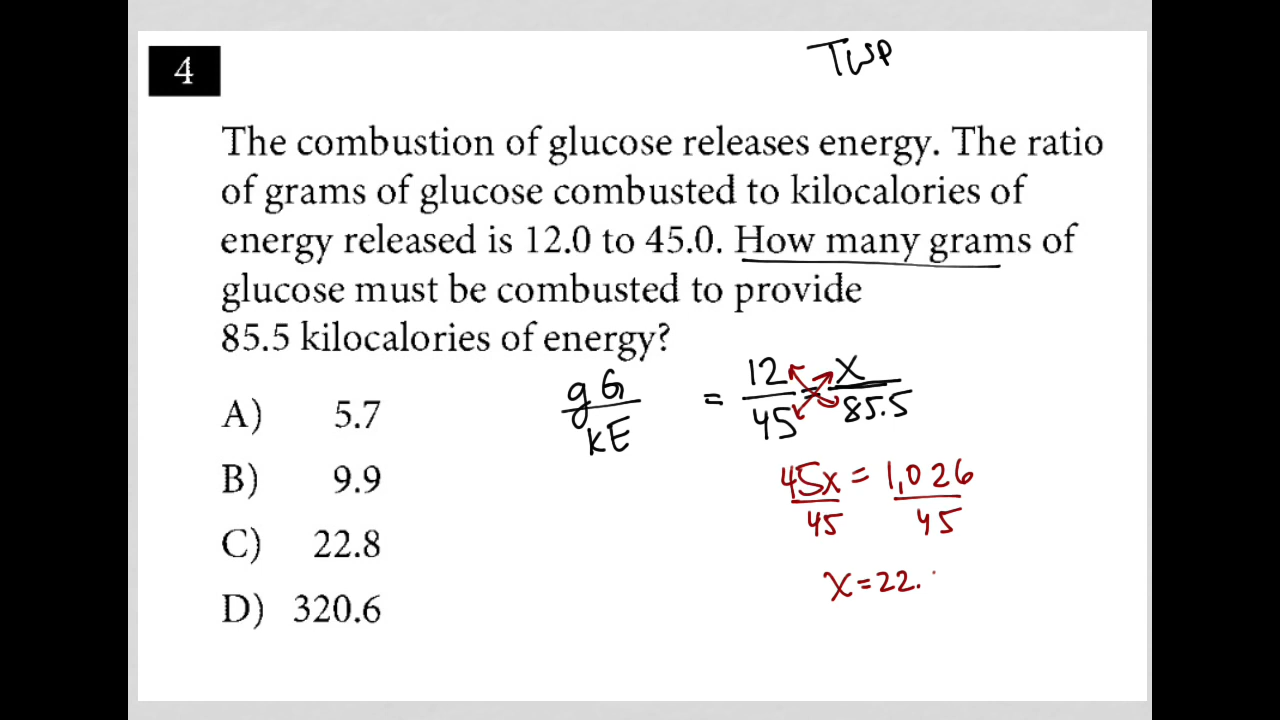 TWP
4
The combustion of glucose releases energy. The ratio
of grams of glucose combusted to kilocalories of
energy released is 12.0 to 45.0. How many grams of
glucose must be combusted to provide
85.5 kilocalories of energy?
A) 5.7
B) 9.9
C) 22.8
D) 320.6
gG/kE = 12/45 = x/85.5
45x/45 = 1,026/45
x=22.